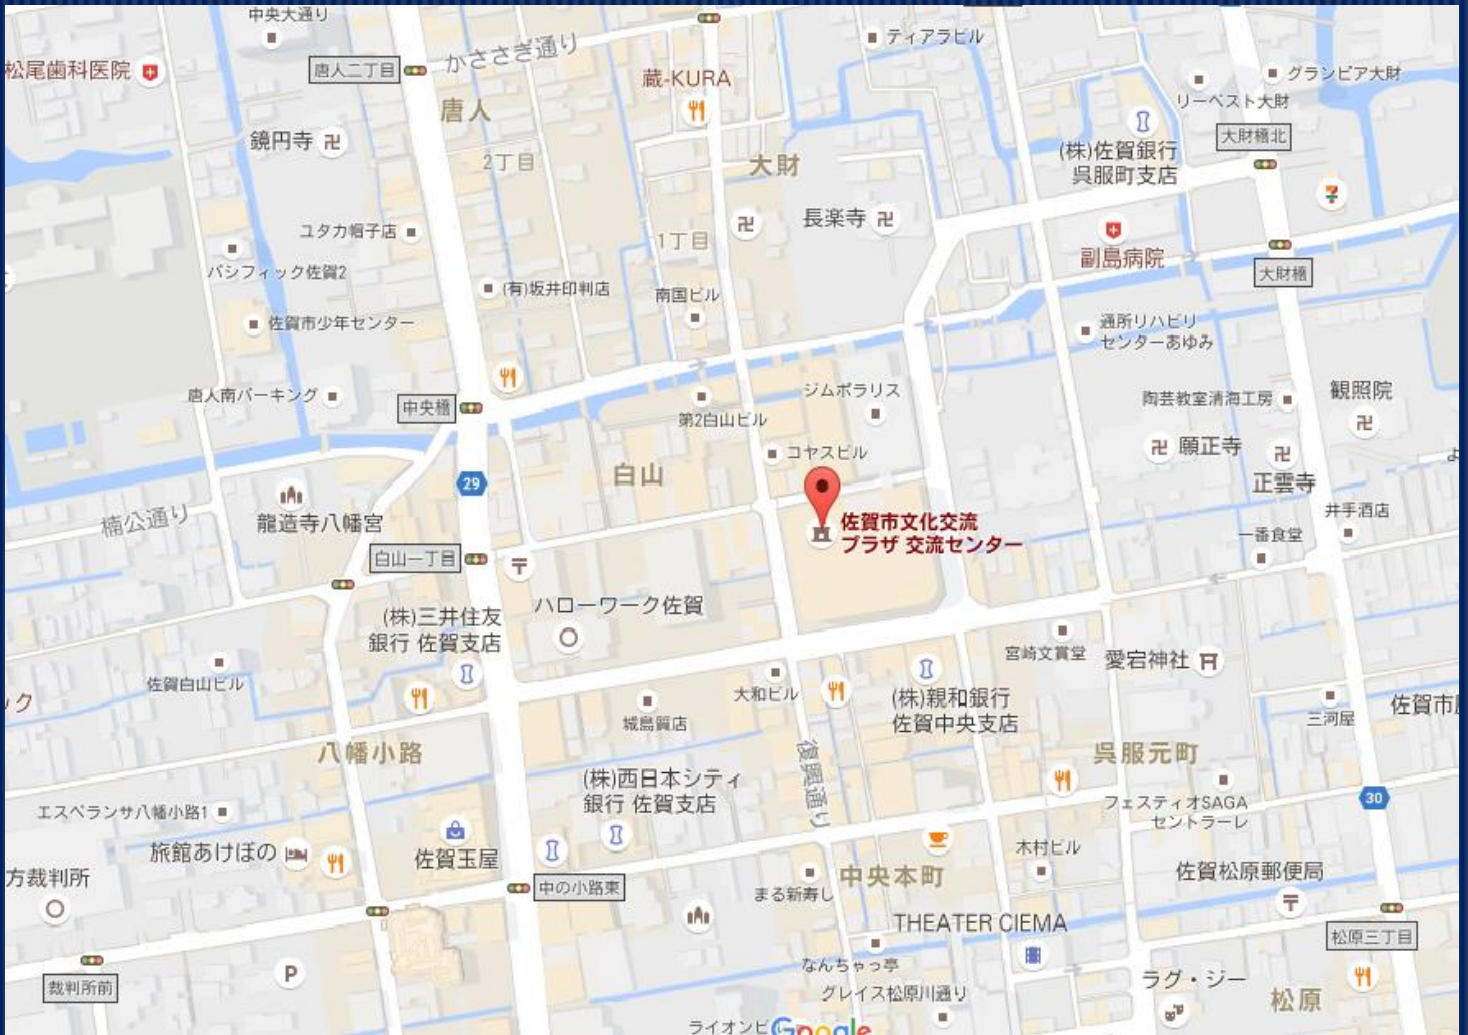 中央大通り
松尾歯科医院
唐人二丁目
かささぎ通り
ティアラビル
蔵-KURA
グランピア大財
リーベスト大財
大財橋北
唐人
鏡円寺
2丁目
大財
(株)佐賀銀行
呉服町支店
ユタカ帽子店
1丁目
長楽寺
副島病院
大財橋
パシフィック佐賀2
(有)坂井印判店
南国ビル
佐賀市少年センター
通所リハビリ
センターあゆみ
唐人南パーキング
中央橋
第2白山ビル
ジムポラリス
陶芸教室清海工房
観照院
コヤスビル
願正寺
白山
29
正雲寺
楠公通り
龍造寺八幡宮
佐賀市文化交流
プラザ 交流センター
井手酒店
一番食堂
白山一丁目
ハローワーク佐賀
(株)三井住友
銀行 佐賀支店
宮崎文賞堂
愛宕神社
佐賀白山ビル
大和ビル
(株)親和銀行
佐賀中央支店
城島質店
三河屋
佐賀市
ック
八幡小路
復興通り
呉服元町
(株)西日本シティ
銀行 佐賀支店
30
エスペランサ八幡小路1
フェスティオSAGA
セントラーレ
旅館あけぼの
佐賀玉屋
木村ビル
方裁判所
中の小路東
まる新寿し
中央本町
佐賀松原郵便局
THEATER CIEMA
松原三丁目
なんちゃっ亭
裁判所前
P
グレイス松原川通り
ラグ・ジー
松原
ライオンビ
Google